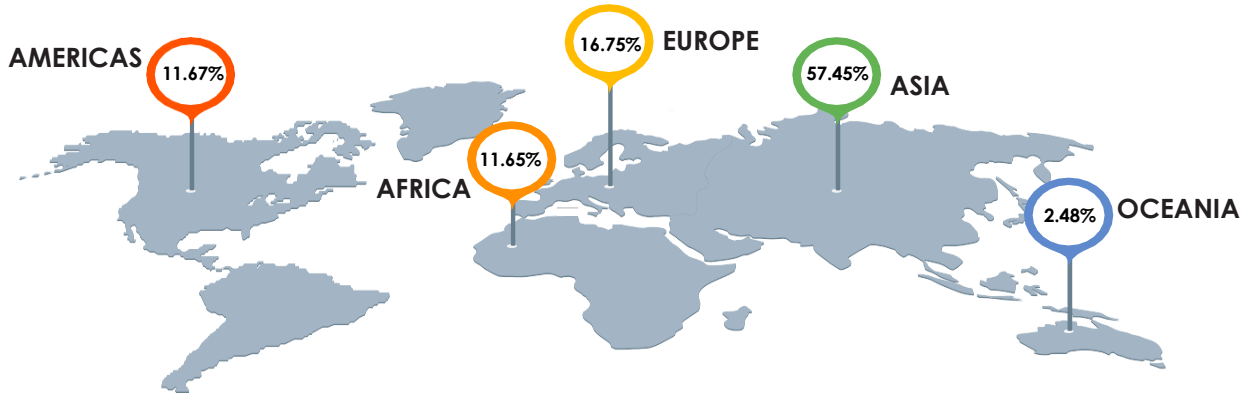 AMERICAS
11.67%
16.75%
EUROPE
57.45%
ASIA
11.65%
AFRICA
2.48%
OCEANIA